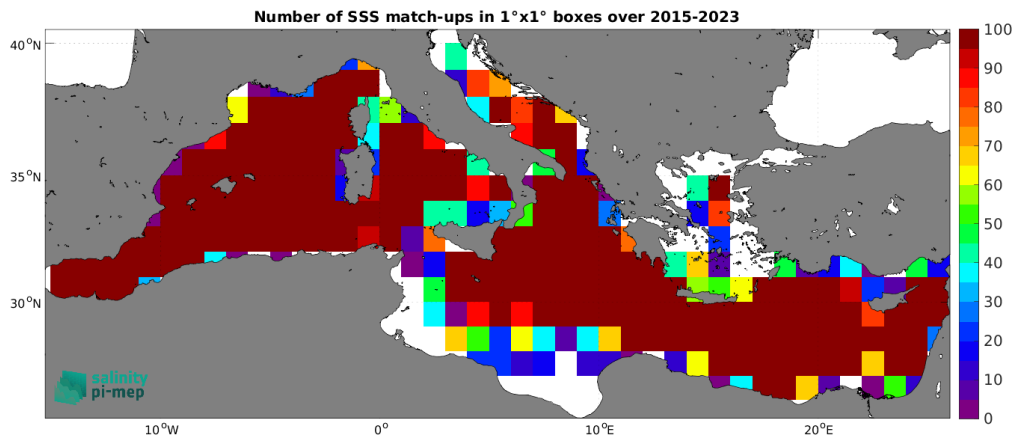 Number of SSS match-ups in 1°x1° boxes over 2015-2023
40°N
35°N
30°N
10°W
0°
10°E
20°E
100
90
80
70
60
50
40
30
20
10
0
salinity
pi-mep